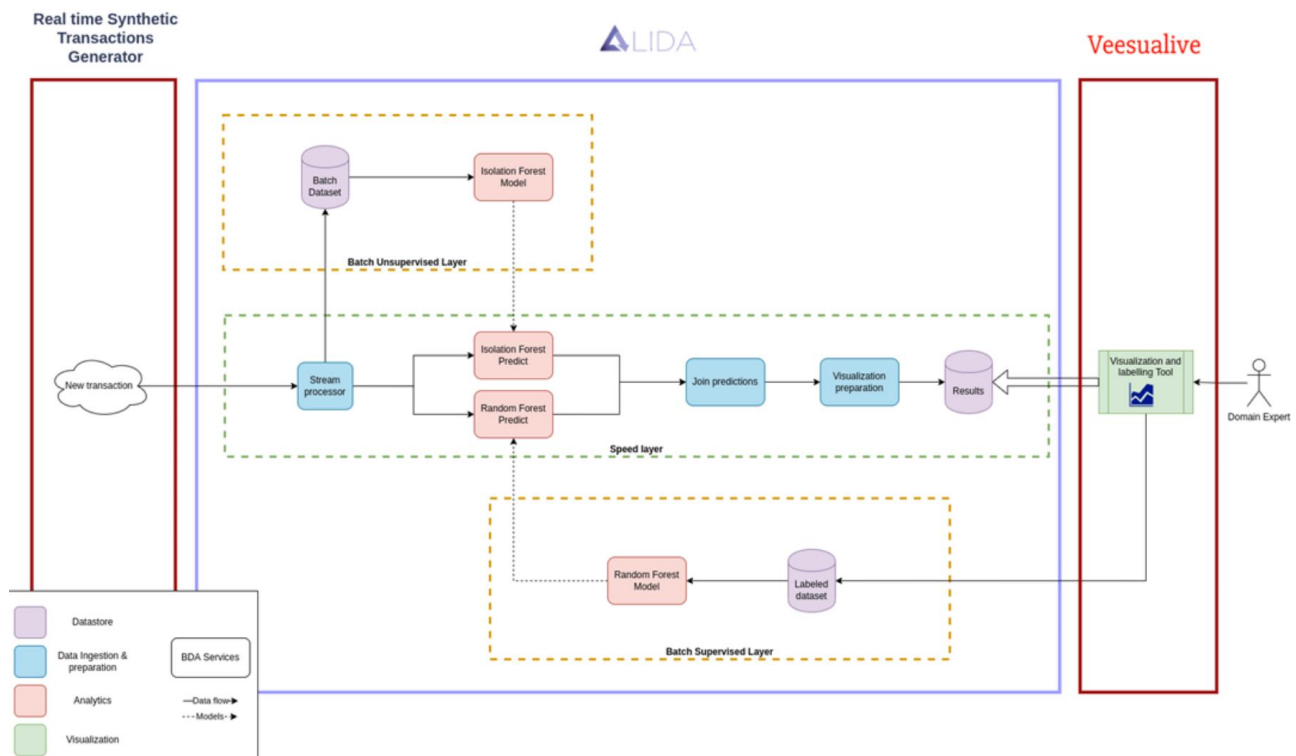 Real time Synthetic
Transactions
Generator
ALIDA
Veesualive
Batch
Dataset
Isolation Forest
Model
Batch Unsupervised Layer
New transaction
Stream
processor
Isolation Forest
Predict
Random Forest
Predict
Join predictions
Visualization
preparation
Results
Speed layer
Visualization and
labelling Tool
Domain Expert
Random Forest
Model
Labeled
dataset
Batch Supervised Layer
Datastore
Data Ingestion &
preparation
BDA Services
Analytics
Data flow
Models
Visualization